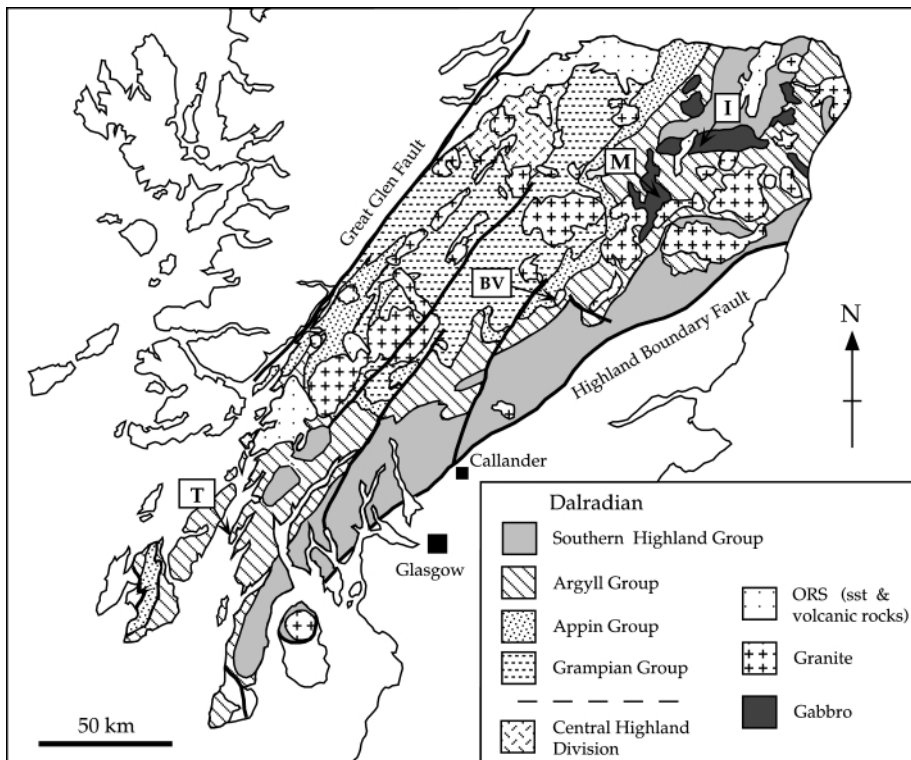 Great Glen Fault
I
M
BV
Highland Boundary Fault
N
T
Callander
Glasgow
50 km
Dalradian
Southern Highland Group
Argyll Group
Appin Group
Grampian Group
Central Highland
Division
ORS (sst &
volcanic rocks)
Granite
Gabbro